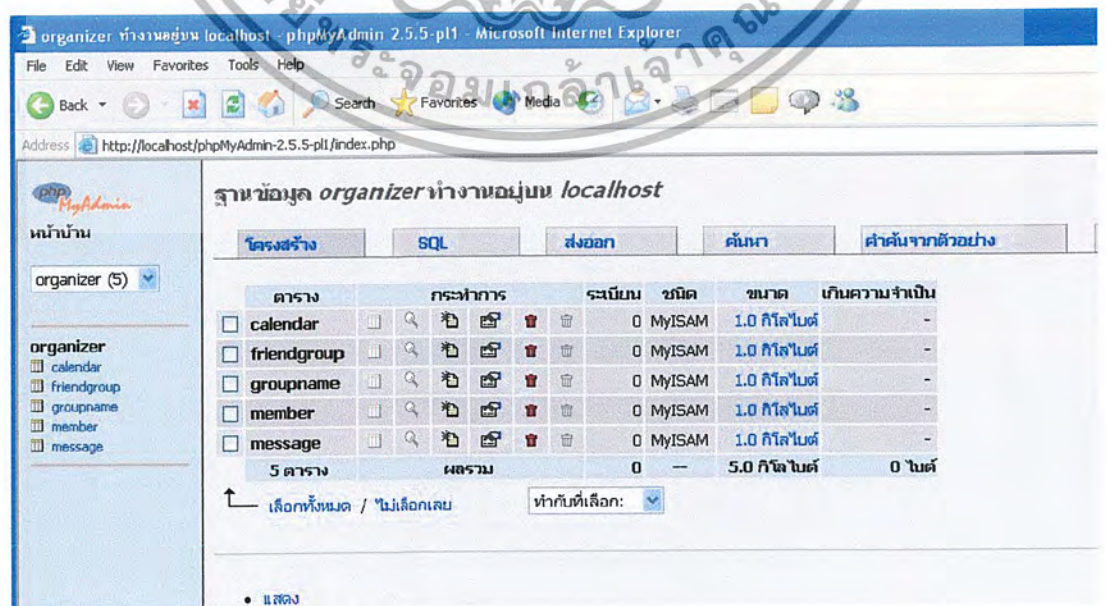 organizer ทำงานอยู่บน localhost - phpMyAdmin 2.5.5-pl1 - Microsoft Internet Explorer
File Edit View Favorites Tools Help
Back Search Favorites Media
Address http://localhost/phpMyAdmin-2.5.5-pl1/index.php
php
MyAdmin
หน้าบ้าน
organizer (5)
organizer
calendar
friendgroup
groupname
member
message
ฐานข้อมูล organizer ทำงานอยู่บน localhost
โครงสร้าง SQL ส่งออก ค้นหา คำค้นจากตัวอย่าง
ตาราง กระทำการ ระเบียน ชนิด ขนาด เกินความจำเป็น
calendar 0 MyISAM 1.0 กิโลไบต์ -
friendgroup 0 MyISAM 1.0 กิโลไบต์ -
groupname 0 MyISAM 1.0 กิโลไบต์ -
member 0 MyISAM 1.0 กิโลไบต์ -
message 0 MyISAM 1.0 กิโลไบต์ -
5 ตาราง ผลรวม 0 -- 5.0 กิโลไบต์ 0 ไบต์
เลือกทั้งหมด / ไม่เลือกเลย ทำกับที่เลือก:
แสดง